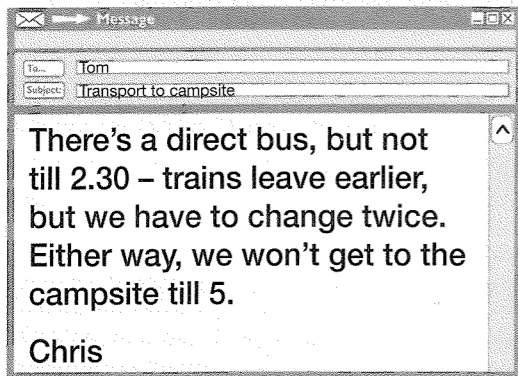 Message
To... Tom
Subject: Transport to campsite
There's a direct bus, but not
till 2.30 – trains leave earlier,
but we have to change twice.
Either way, we won't get to the
campsite till 5.
Chris